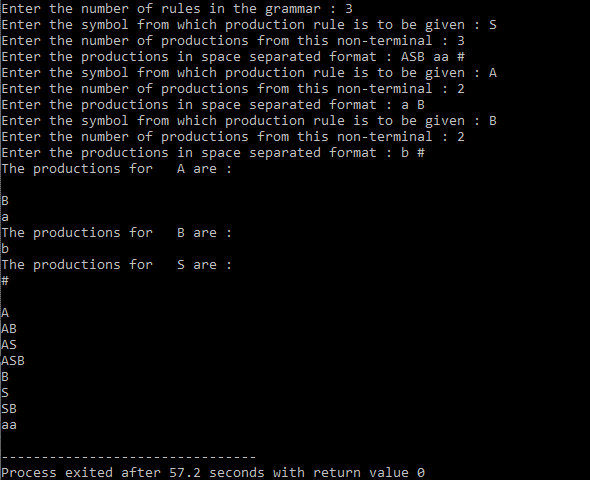 Enter the number of rules in the grammar : 3
Enter the symbol from which production rule is to be given : S
Enter the number of productions from this non-terminal : 3
Enter the productions in space separated format : ASB aa #
Enter the symbol from which production rule is to be given : A
Enter the number of productions from this non-terminal : 2
Enter the productions in space separated format : a B
Enter the symbol from which production rule is to be given : B
Enter the number of productions from this non-terminal : 2
Enter the productions in space separated format : b #
The productions for   A are :

B
a
The productions for   B are :
b
The productions for   S are :
#

A
AB
AS
ASB
B
S
SB
aa

--------------------------------
Process exited after 57.2 seconds with return value 0